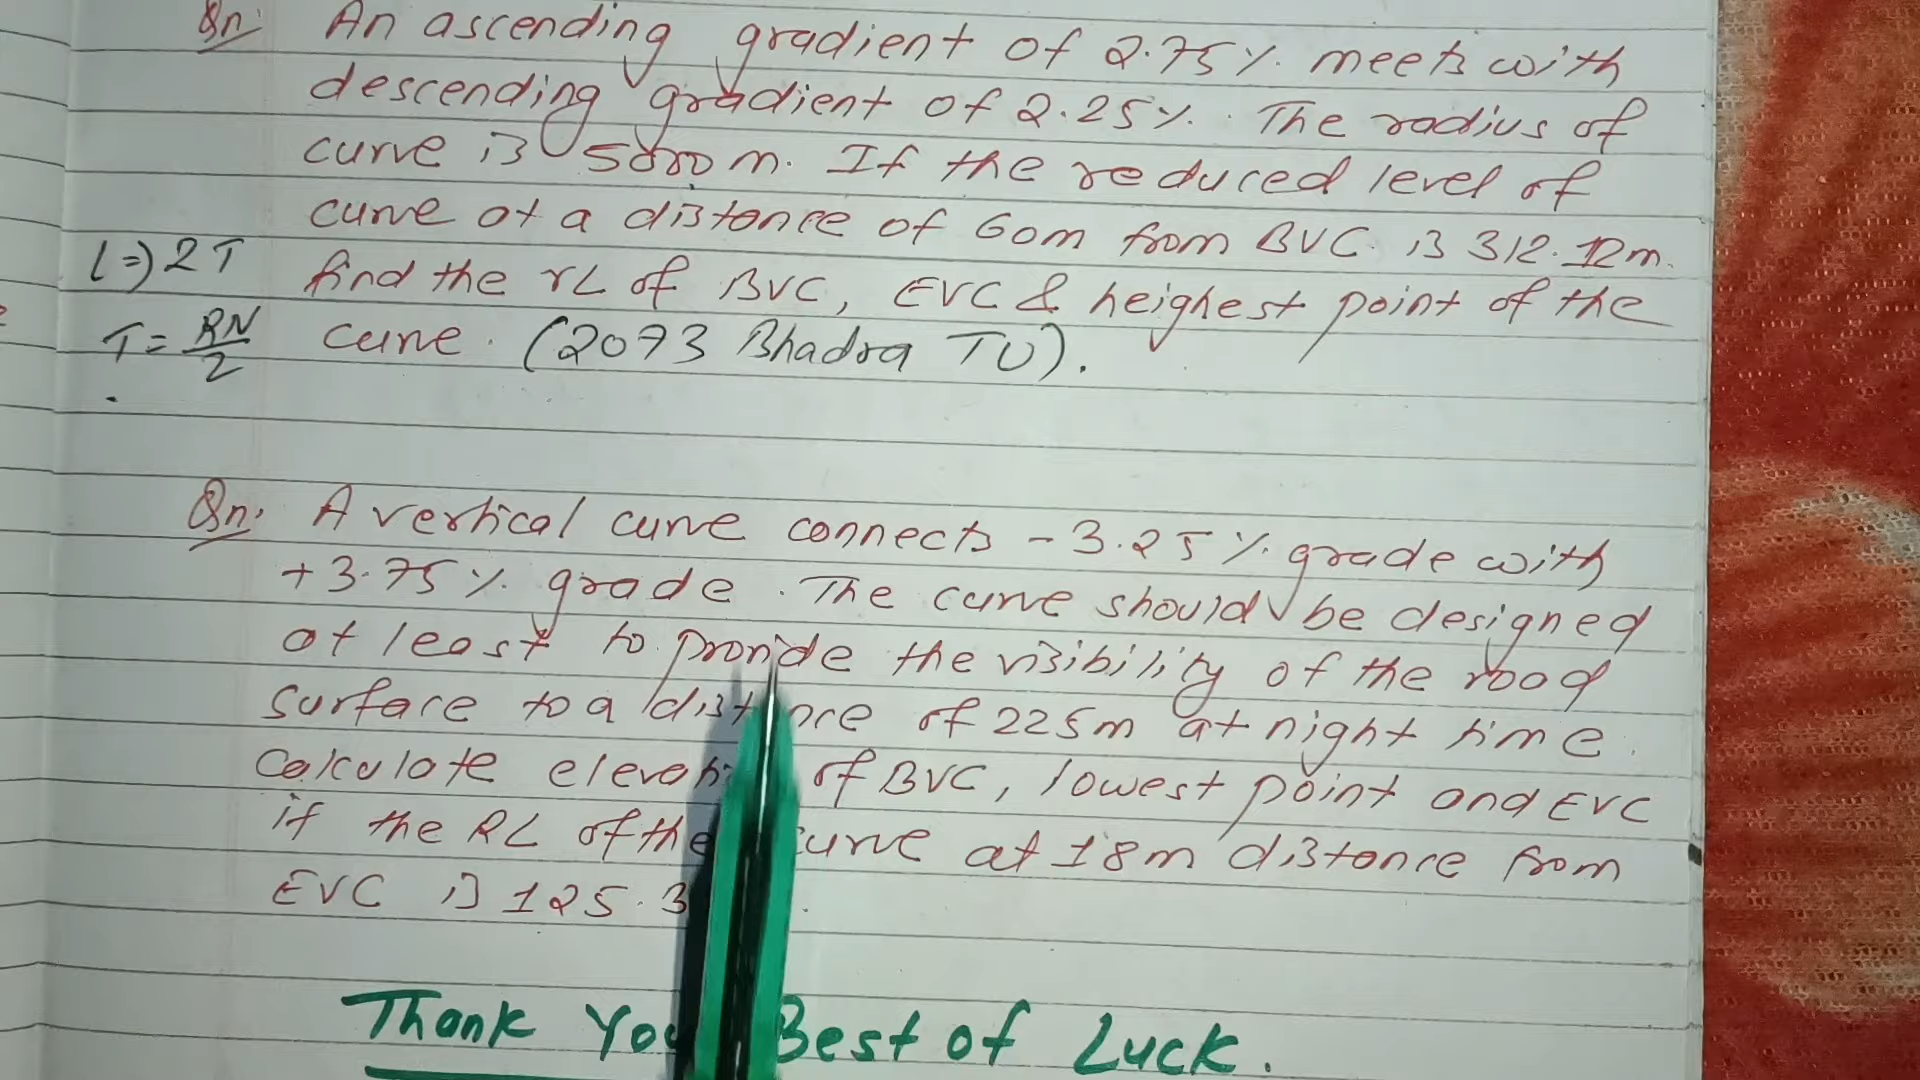 Qn: An ascending gradient of 2.75%. meets with
descending gradient of 2.25%. The radius of
curve is 5000 m. If the reduced level of
curve at a distance of 60m from BVC is 312.12m.
l=) 2T find the rL of BVC, EVC & heighest point of the
T = RN/2 curve. (2073 Bhadra TU).
Qn: A vertical curve connects -3.25%. grade with
+3.75%. grade. The curve should be designed
at least to provide the visibility of the road
surface to a distance of 225m at night time.
Calculate of BVC, lowest point and EVC
if the RL of the curve at 18m distance from
EVC is 125.3
Thank You Best of Luck.